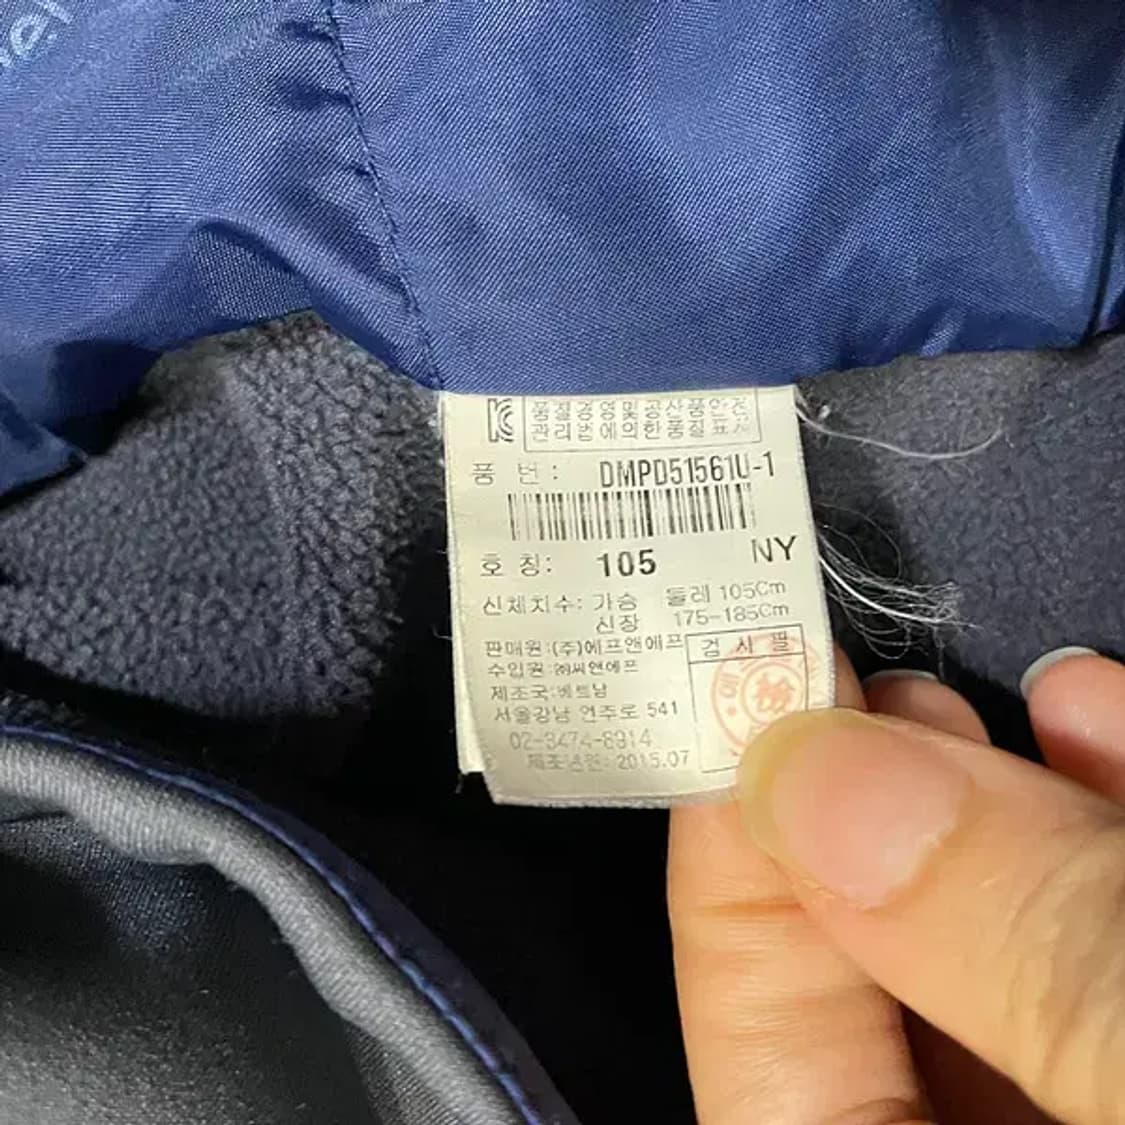 품질경영및공산품안전
관리법에의한품질표시
품 번: DMPD51561U-1
호 칭: 105 NY
신체치수: 가슴 둘레 105Cm
신장 175-185Cm
판매원:(주)에프앤에프
수입원:㈜씨앤에프
제조국:베트남
서울강남 언주로 541
02-3474-8914
제조년월: 2015.07
검 사 필
檢